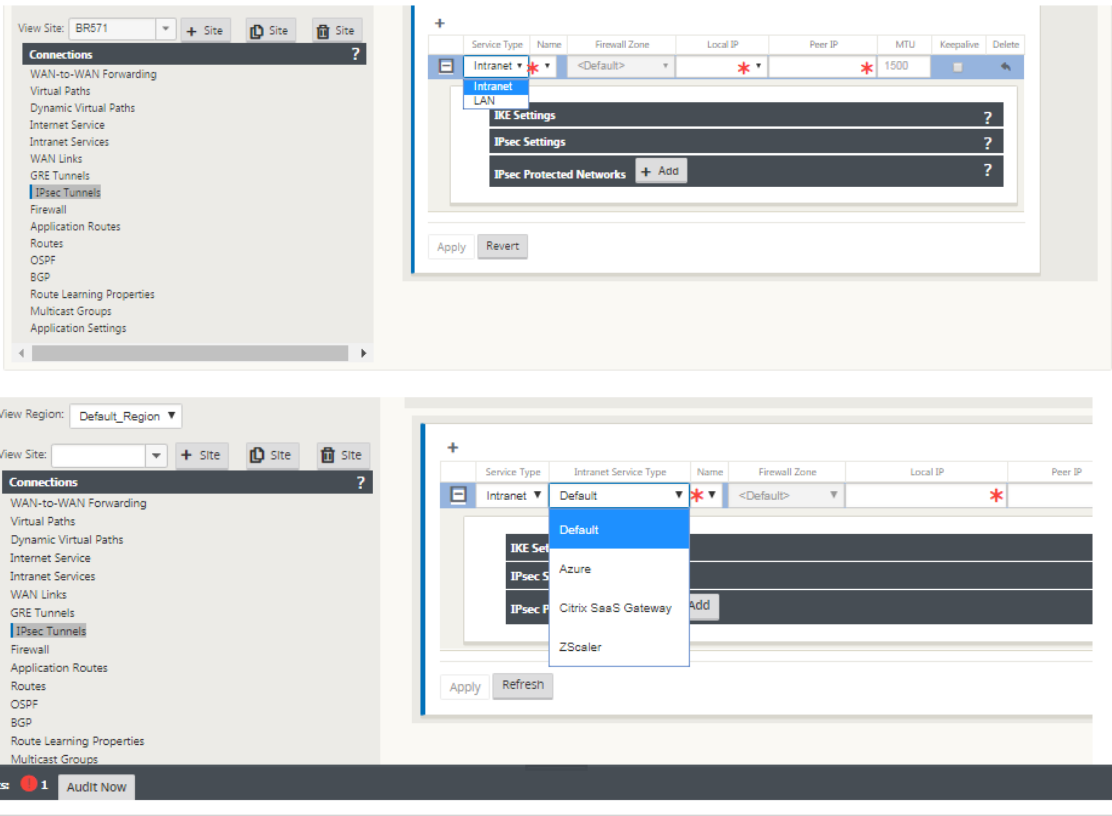 View Site: BR571 + Site Site Site
Connections ?
WAN-to-WAN Forwarding
Virtual Paths
Dynamic Virtual Paths
Internet Service
Intranet Services
WAN Links
GRE Tunnels
IPsec Tunnels
Firewall
Application Routes
Routes
OSPF
BGP
Route Learning Properties
Multicast Groups
Application Settings
+
Service Type Name Firewall Zone Local IP Peer IP MTU Keepalive Delete
Intranet * <Default> * * 1500
Intranet
LAN
IKE Settings ?
IPsec Settings ?
IPsec Protected Networks + Add ?
Apply Revert
View Region: Default_Region
View Site: + Site Site Site
Connections ?
WAN-to-WAN Forwarding
Virtual Paths
Dynamic Virtual Paths
Internet Service
Intranet Services
WAN Links
GRE Tunnels
IPsec Tunnels
Firewall
Application Routes
Routes
OSPF
BGP
Route Learning Properties
Multicast Groups
+
Service Type Intranet Service Type Name Firewall Zone Local IP Peer IP
Intranet Default * <Default> *
Default
Azure
Citrix SaaS Gateway
ZScaler
IKE Set
IPsec S
IPsec P Add
Apply Refresh
s: 1 Audit Now